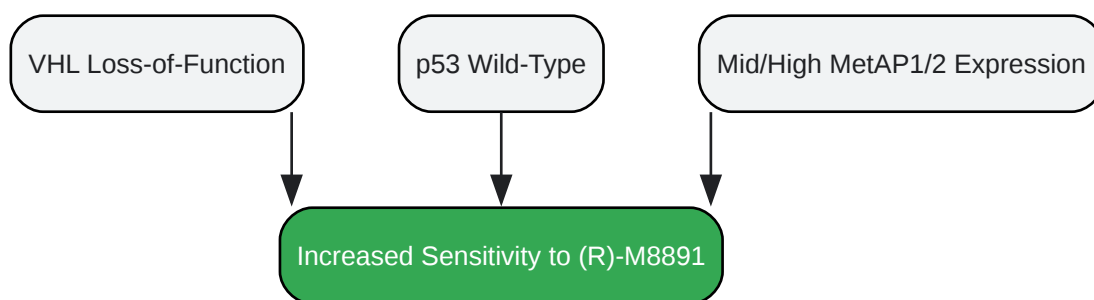 VHL Loss-of-Function
p53 Wild-Type
Mid/High MetAP1/2 Expression
Increased Sensitivity to (R)-M8891